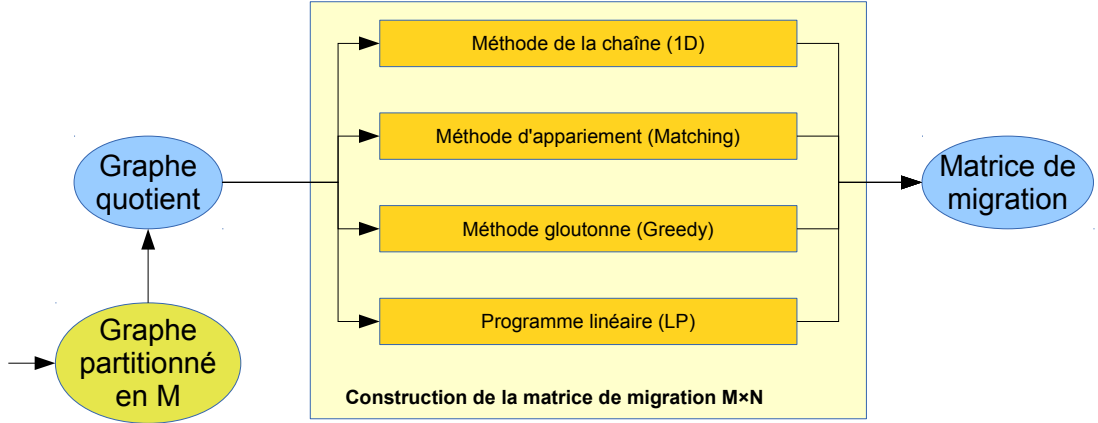 Méthode de la chaîne (1D)
Méthode d'appariement (Matching)
Graphe
quotient
Matrice de
migration
Méthode gloutonne (Greedy)
Programme linéaire (LP)
Graphe
partitionné
en M
Construction de la matrice de migration M×N